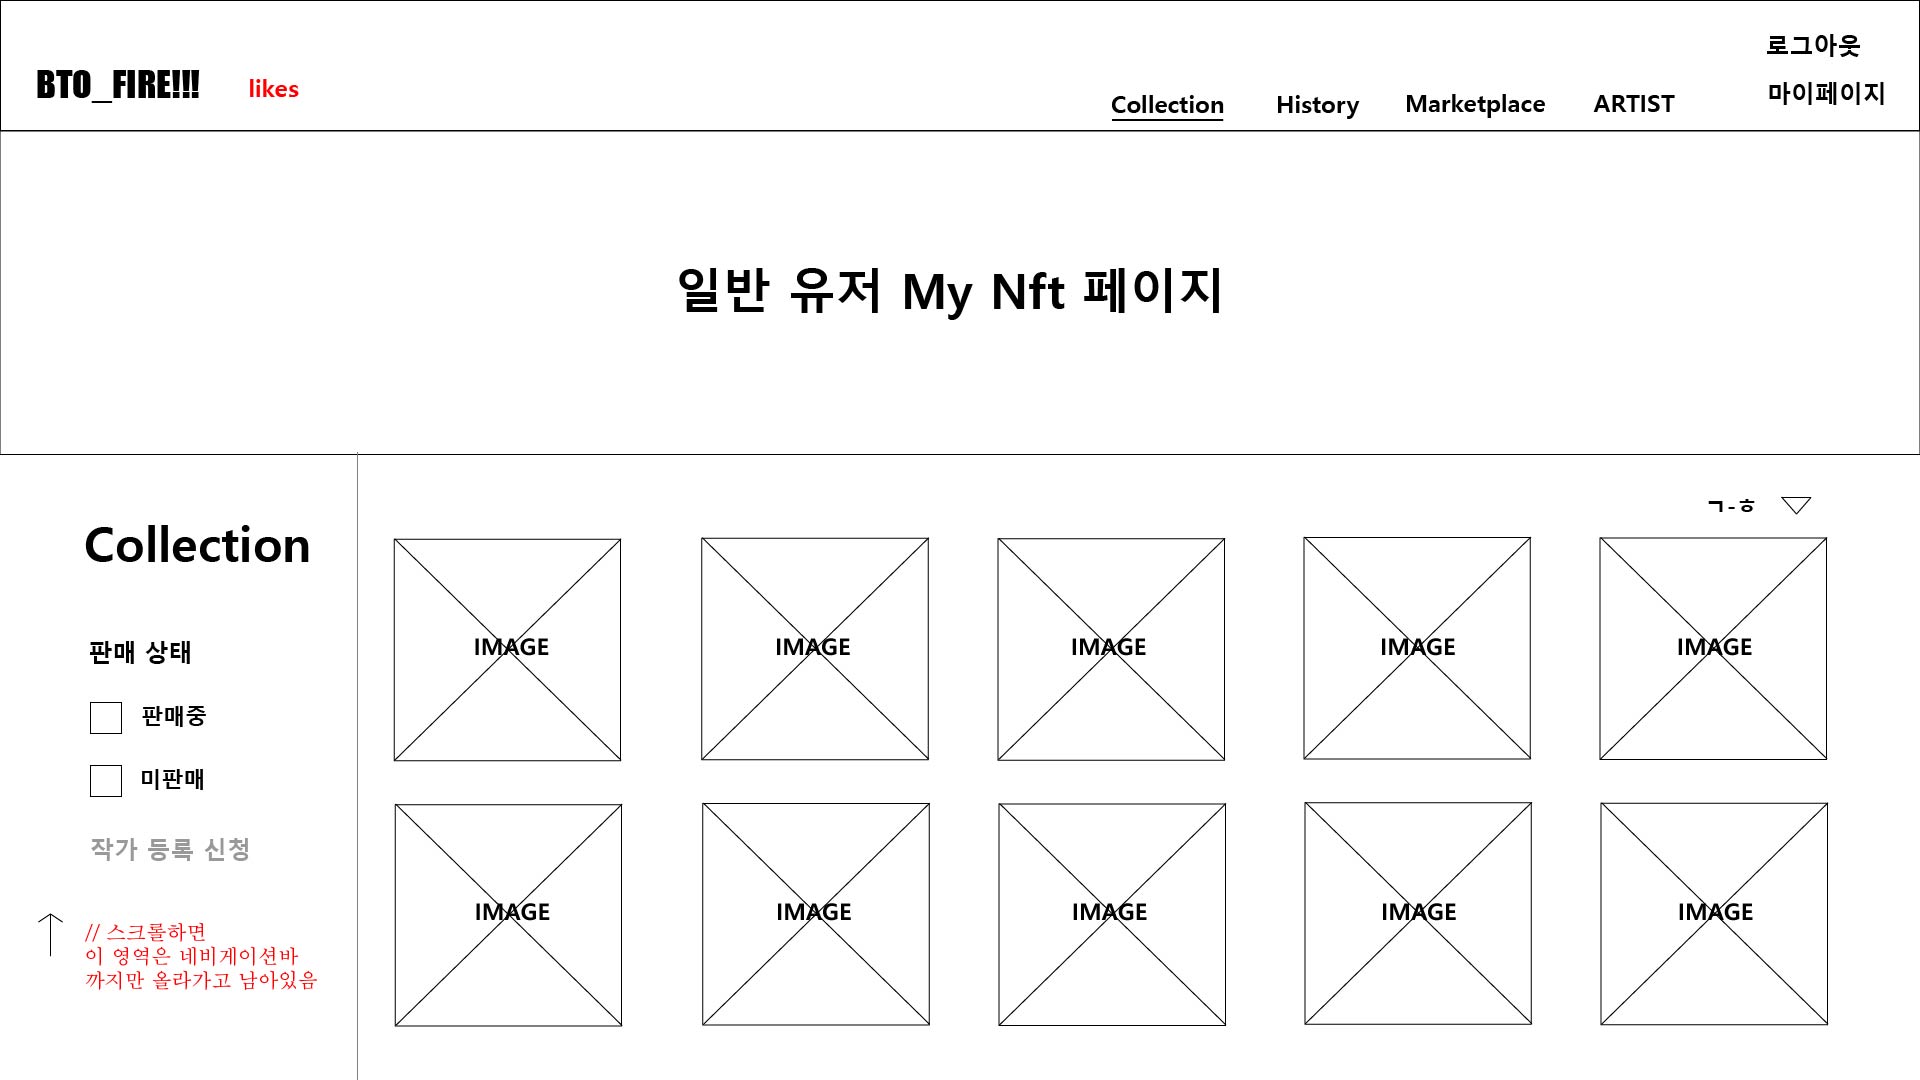 로그아웃
BTO_FIRE!!!
likes
Collection
History
Marketplace
ARTIST
마이페이지
일반 유저 My Nft 페이지
ㄱ-ㅎ
Collection
판매 상태
판매중
미판매
작가 등록 신청
// 스크롤하면
이 영역은 네비게이션바
까지만 올라가고 남아있음
IMAGE
IMAGE
IMAGE
IMAGE
IMAGE
IMAGE
IMAGE
IMAGE
IMAGE
IMAGE